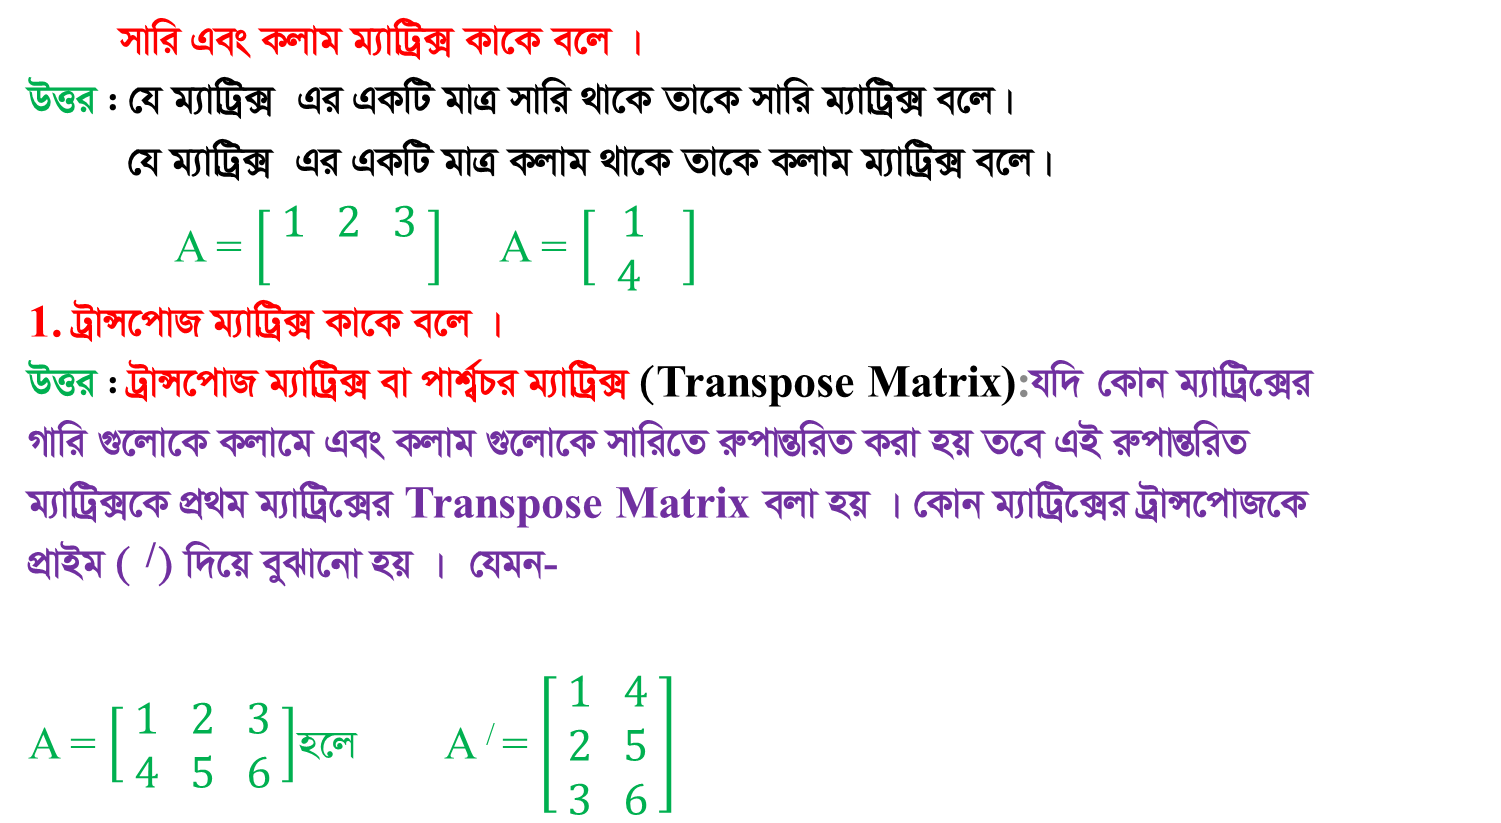 সারি এবং কলাম ম্যাট্রিক্স কাকে বলে ।
উত্তর : যে ম্যাট্রিক্স এর একটি মাত্র সারি থাকে তাকে সারি ম্যাট্রিক্স বলে।
যে ম্যাট্রিক্স এর একটি মাত্র কলাম থাকে তাকে কলাম ম্যাট্রিক্স বলে।
A = [1 2 3] A = [1
4]
1. ট্রান্সপোজ ম্যাট্রিক্স কাকে বলে ।
উত্তর : ট্রান্সপোজ ম্যাট্রিক্স বা পার্শ্বচর ম্যাট্রিক্স (Transpose Matrix):যদি কোন ম্যাট্রিক্সের
গারি গুলোকে কলামে এবং কলাম গুলোকে সারিতে রুপান্তরিত করা হয় তবে এই রুপান্তরিত
ম্যাট্রিক্সকে প্রথম ম্যাট্রিক্সের Transpose Matrix বলা হয় । কোন ম্যাট্রিক্সের ট্রান্সপোজকে
প্রাইম ( /) দিয়ে বুঝানো হয় । যেমন-
A = [1 2 3
4 5 6] হলে A / = [1 4
2 5
3 6]